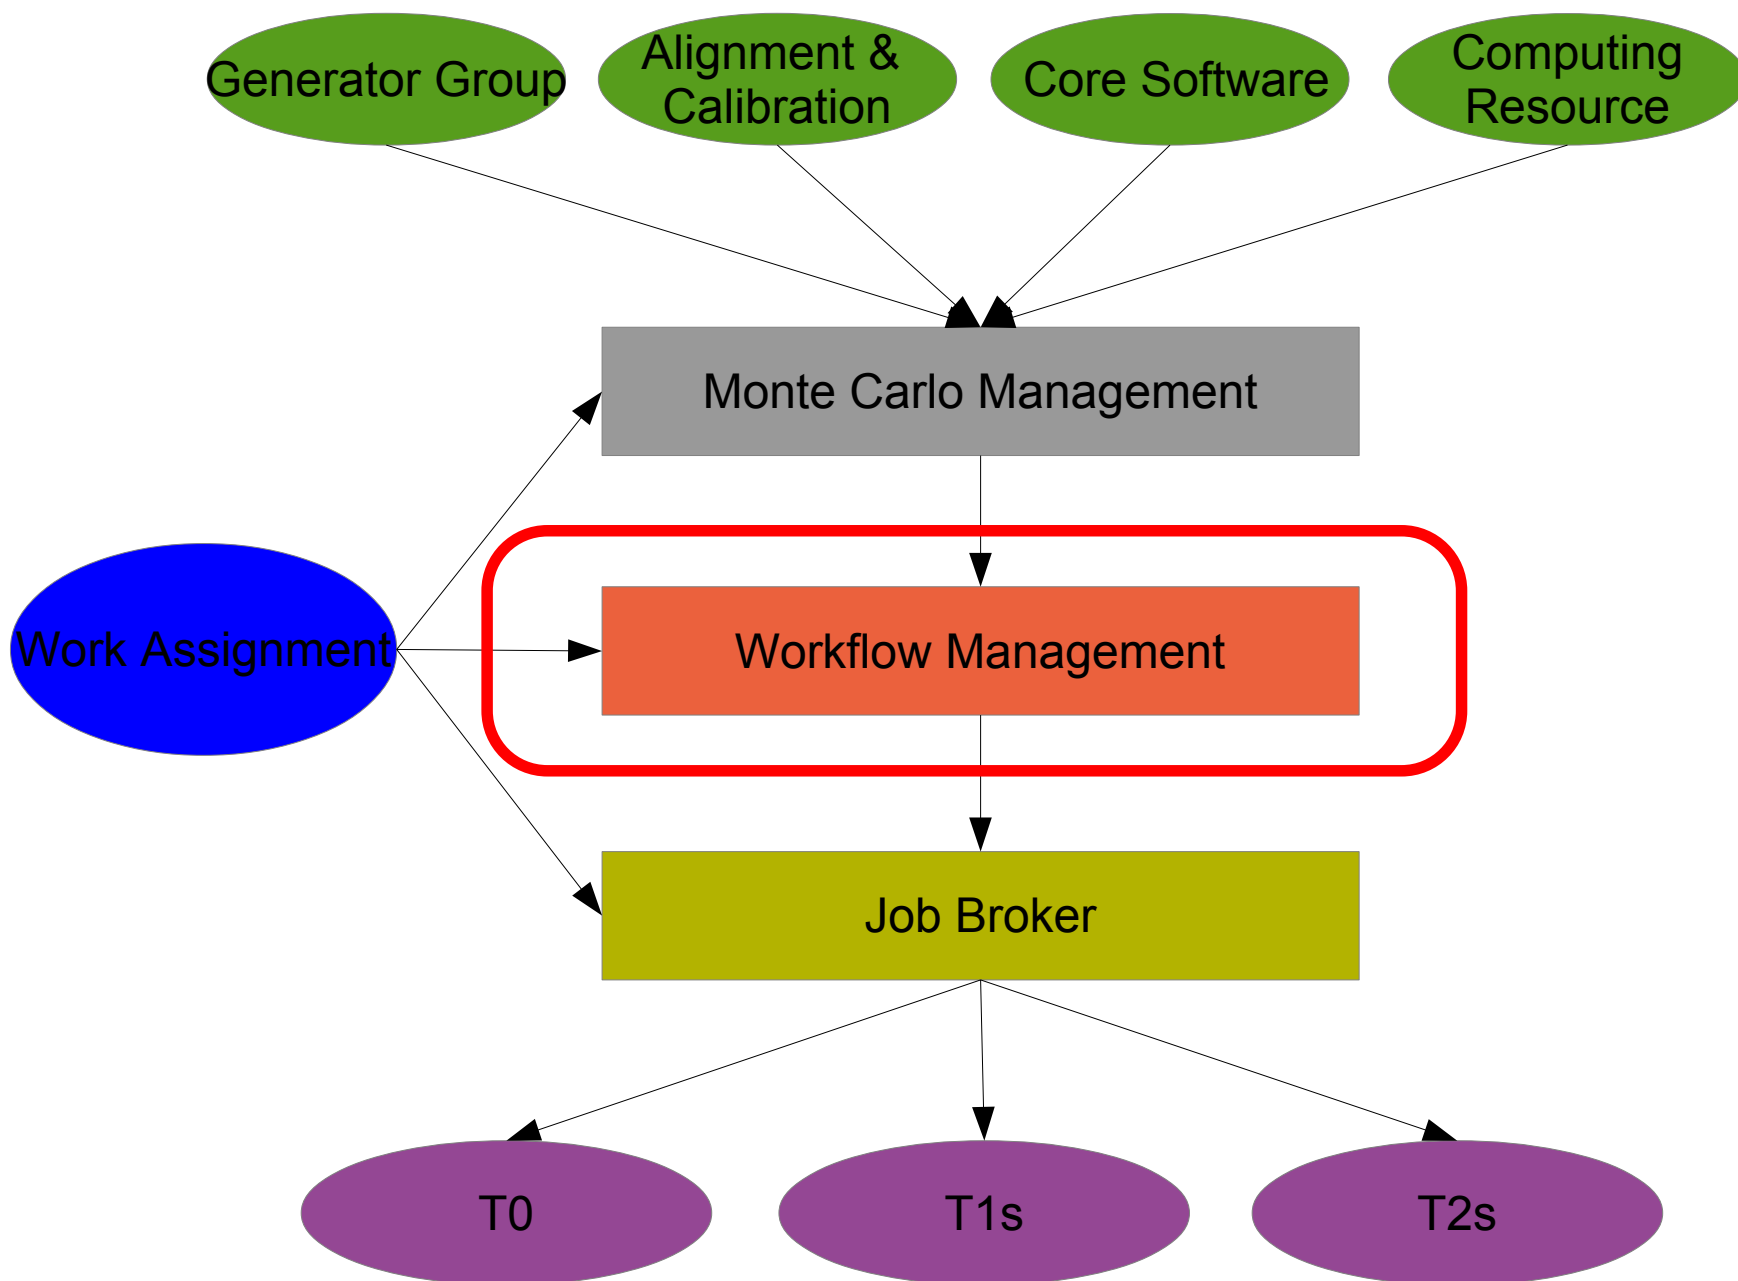 Generator Group
Alignment &
Calibration
Core Software
Computing
Resource
Monte Carlo Management
Work Assignment
Workflow Management
Job Broker
T0
T1s
T2s